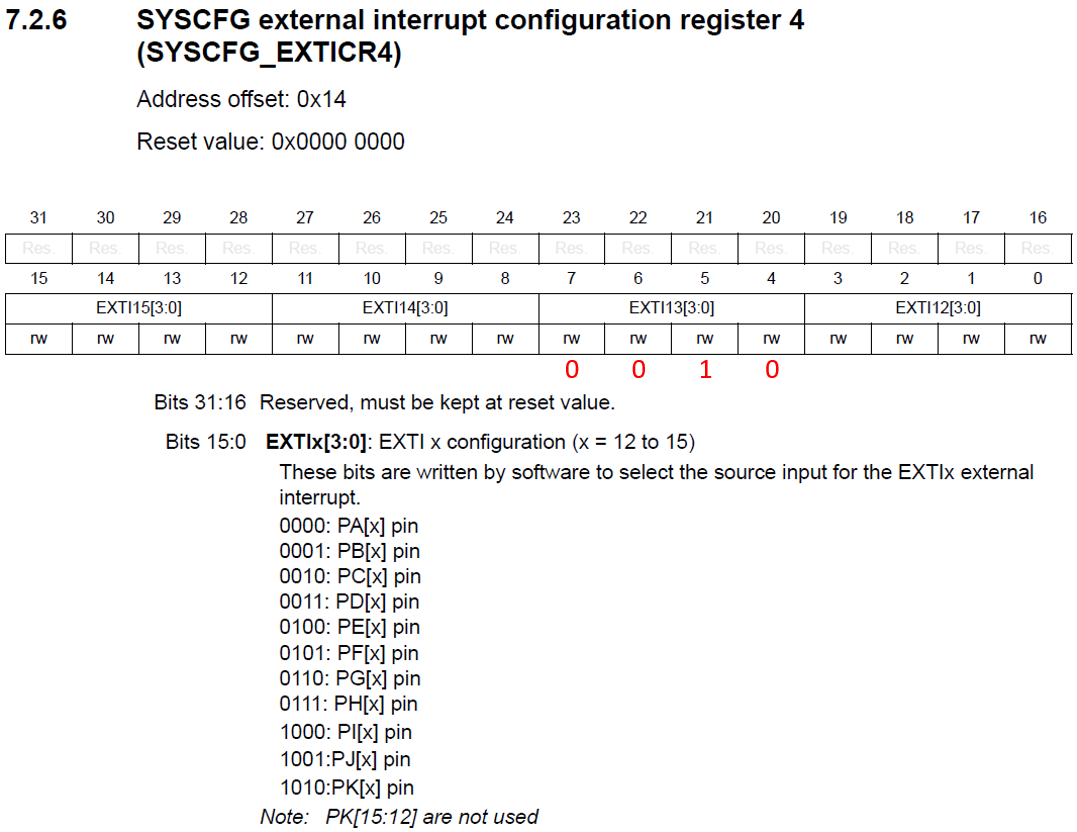 7.2.6 SYSCFG external interrupt configuration register 4
(SYSCFG_EXTICR4)
Address offset: 0x14
Reset value: 0x0000 0000
31 30 29 28 27 26 25 24 23 22 21 20 19 18 17 16
Res. Res. Res. Res. Res. Res. Res. Res. Res. Res. Res. Res. Res. Res. Res. Res.
15 14 13 12 11 10 9 8 7 6 5 4 3 2 1 0
EXTI15[3:0] EXTI14[3:0] EXTI13[3:0] EXTI12[3:0]
rw rw rw rw rw rw rw rw rw rw rw rw rw rw rw rw
0 0 1 0
Bits 31:16 Reserved, must be kept at reset value.
Bits 15:0 EXTIx[3:0]: EXTI x configuration (x = 12 to 15)
These bits are written by software to select the source input for the EXTIx external
interrupt.
0000: PA[x] pin
0001: PB[x] pin
0010: PC[x] pin
0011: PD[x] pin
0100: PE[x] pin
0101: PF[x] pin
0110: PG[x] pin
0111: PH[x] pin
1000: PI[x] pin
1001:PJ[x] pin
1010:PK[x] pin
Note: PK[15:12] are not used